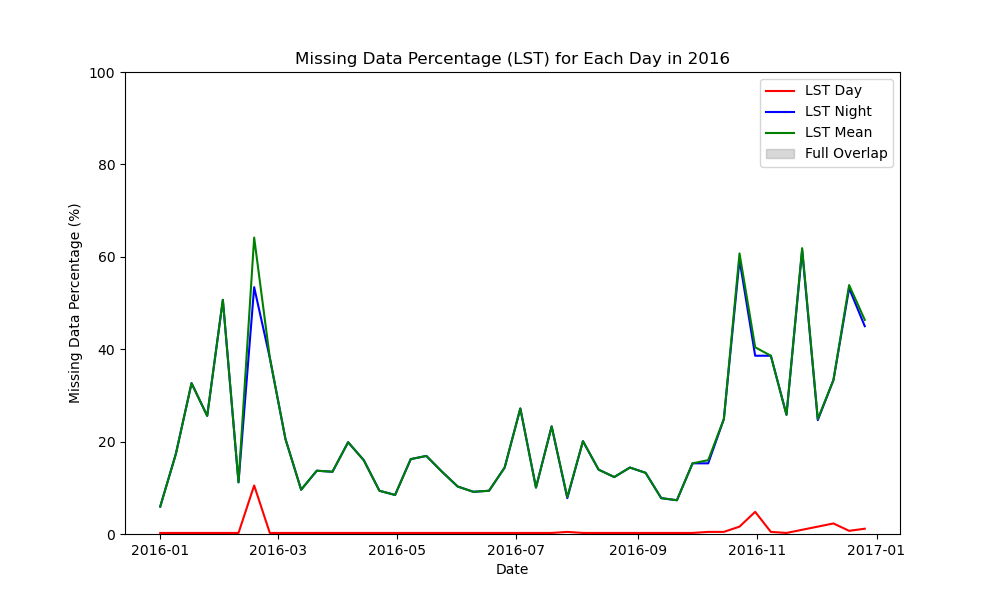 Missing Data Percentage (LST) for Each Day in 2016
100
80
60
40
20
0
Missing Data Percentage (%)
LST Day
LST Night
LST Mean
Full Overlap
2016-01
2016-03
2016-05
2016-07
2016-09
2016-11
2017-01
Date